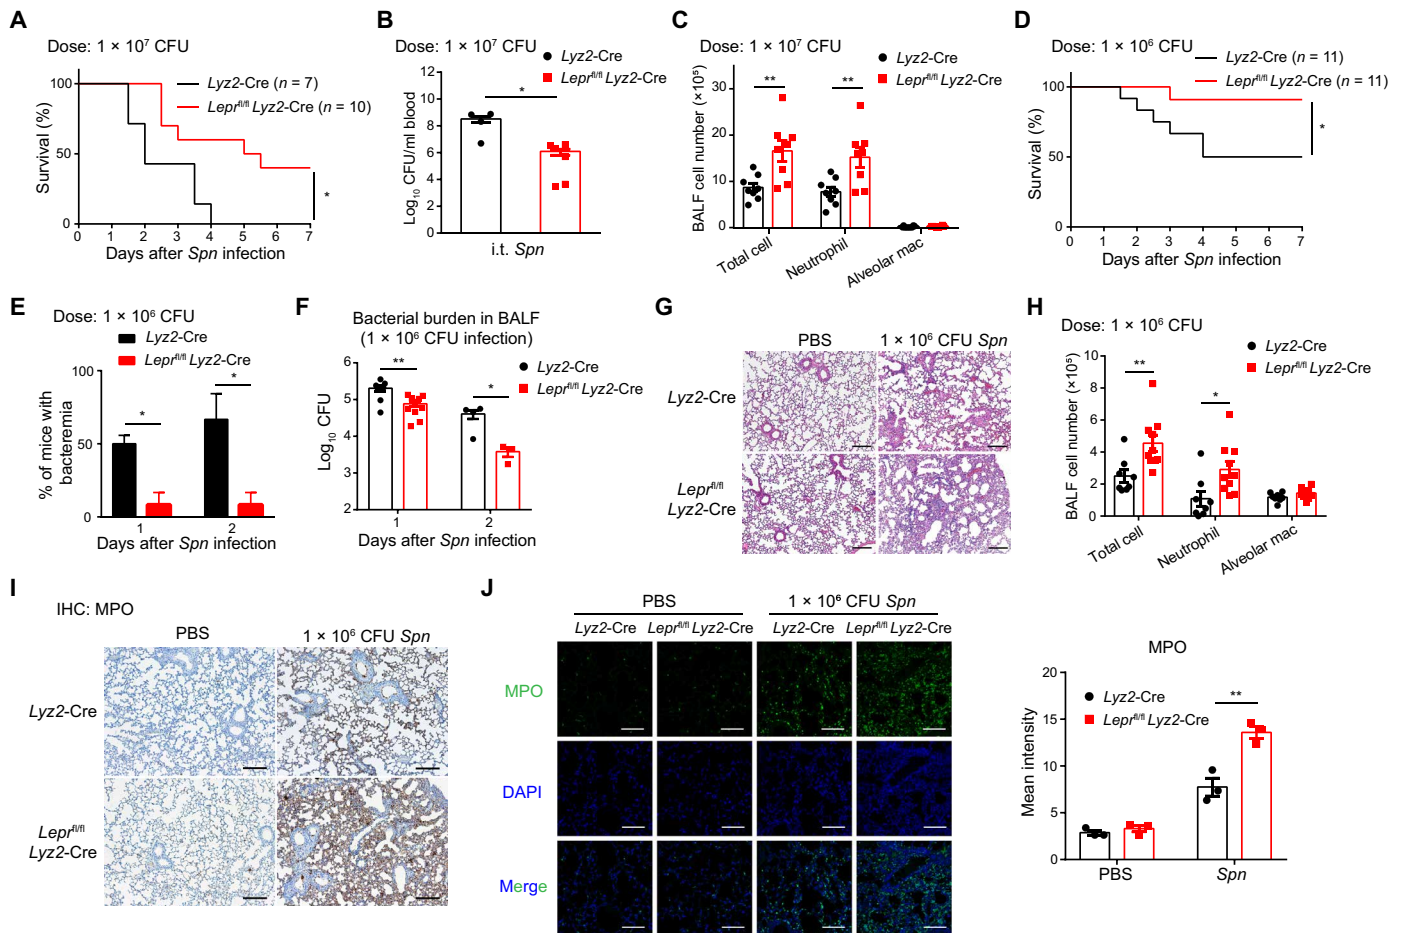 A
Dose: 1 × 10⁷ CFU
Lyz2-Cre (n = 7)
Lepr^fl/fl Lyz2-Cre (n = 10)
Survival (%)
100
50
0
*
0 1 2 3 4 5 6 7
Days after Spn infection
B
Dose: 1 × 10⁷ CFU
Lyz2-Cre
Lepr^fl/fl Lyz2-Cre
Log₁₀ CFU/ml blood
12
10
8
6
4
2
0
*
i.t. Spn
C
Dose: 1 × 10⁷ CFU
Lyz2-Cre
Lepr^fl/fl Lyz2-Cre
BALF cell number (×10⁵)
30
20
10
0
** **
Total cell
Neutrophil
Alveolar mac
D
Dose: 1 × 10⁶ CFU
Lyz2-Cre (n = 11)
Lepr^fl/fl Lyz2-Cre (n = 11)
Survival (%)
100
50
0
*
0 1 2 3 4 5 6 7
Days after Spn infection
E
Dose: 1 × 10⁶ CFU
Lyz2-Cre
Lepr^fl/fl Lyz2-Cre
% of mice with
bacteremia
100
50
0
* *
1 2
Days after Spn infection
F
Bacterial burden in BALF
(1 × 10⁶ CFU infection)
Lyz2-Cre
Lepr^fl/fl Lyz2-Cre
Log₁₀ CFU
6
5
4
3
2
** *
1 2
Days after Spn infection
G
PBS 1 × 10⁶ CFU Spn
Lyz2-Cre
Lepr^fl/fl
Lyz2-Cre
H
Dose: 1 × 10⁶ CFU
Lyz2-Cre
Lepr^fl/fl Lyz2-Cre
BALF cell number (×10⁵)
10
8
6
4
2
0
** *
Total cell
Neutrophil
Alveolar mac
I
IHC: MPO
PBS 1 × 10⁶ CFU Spn
Lyz2-Cre
Lepr^fl/fl
Lyz2-Cre
J
PBS 1 × 10⁶ CFU Spn
Lyz2-Cre Lepr^fl/fl Lyz2-Cre Lyz2-Cre Lepr^fl/fl Lyz2-Cre
MPO
DAPI
Merge
MPO
Lyz2-Cre
Lepr^fl/fl Lyz2-Cre
Mean intensity
20
15
10
5
0
**
PBS Spn